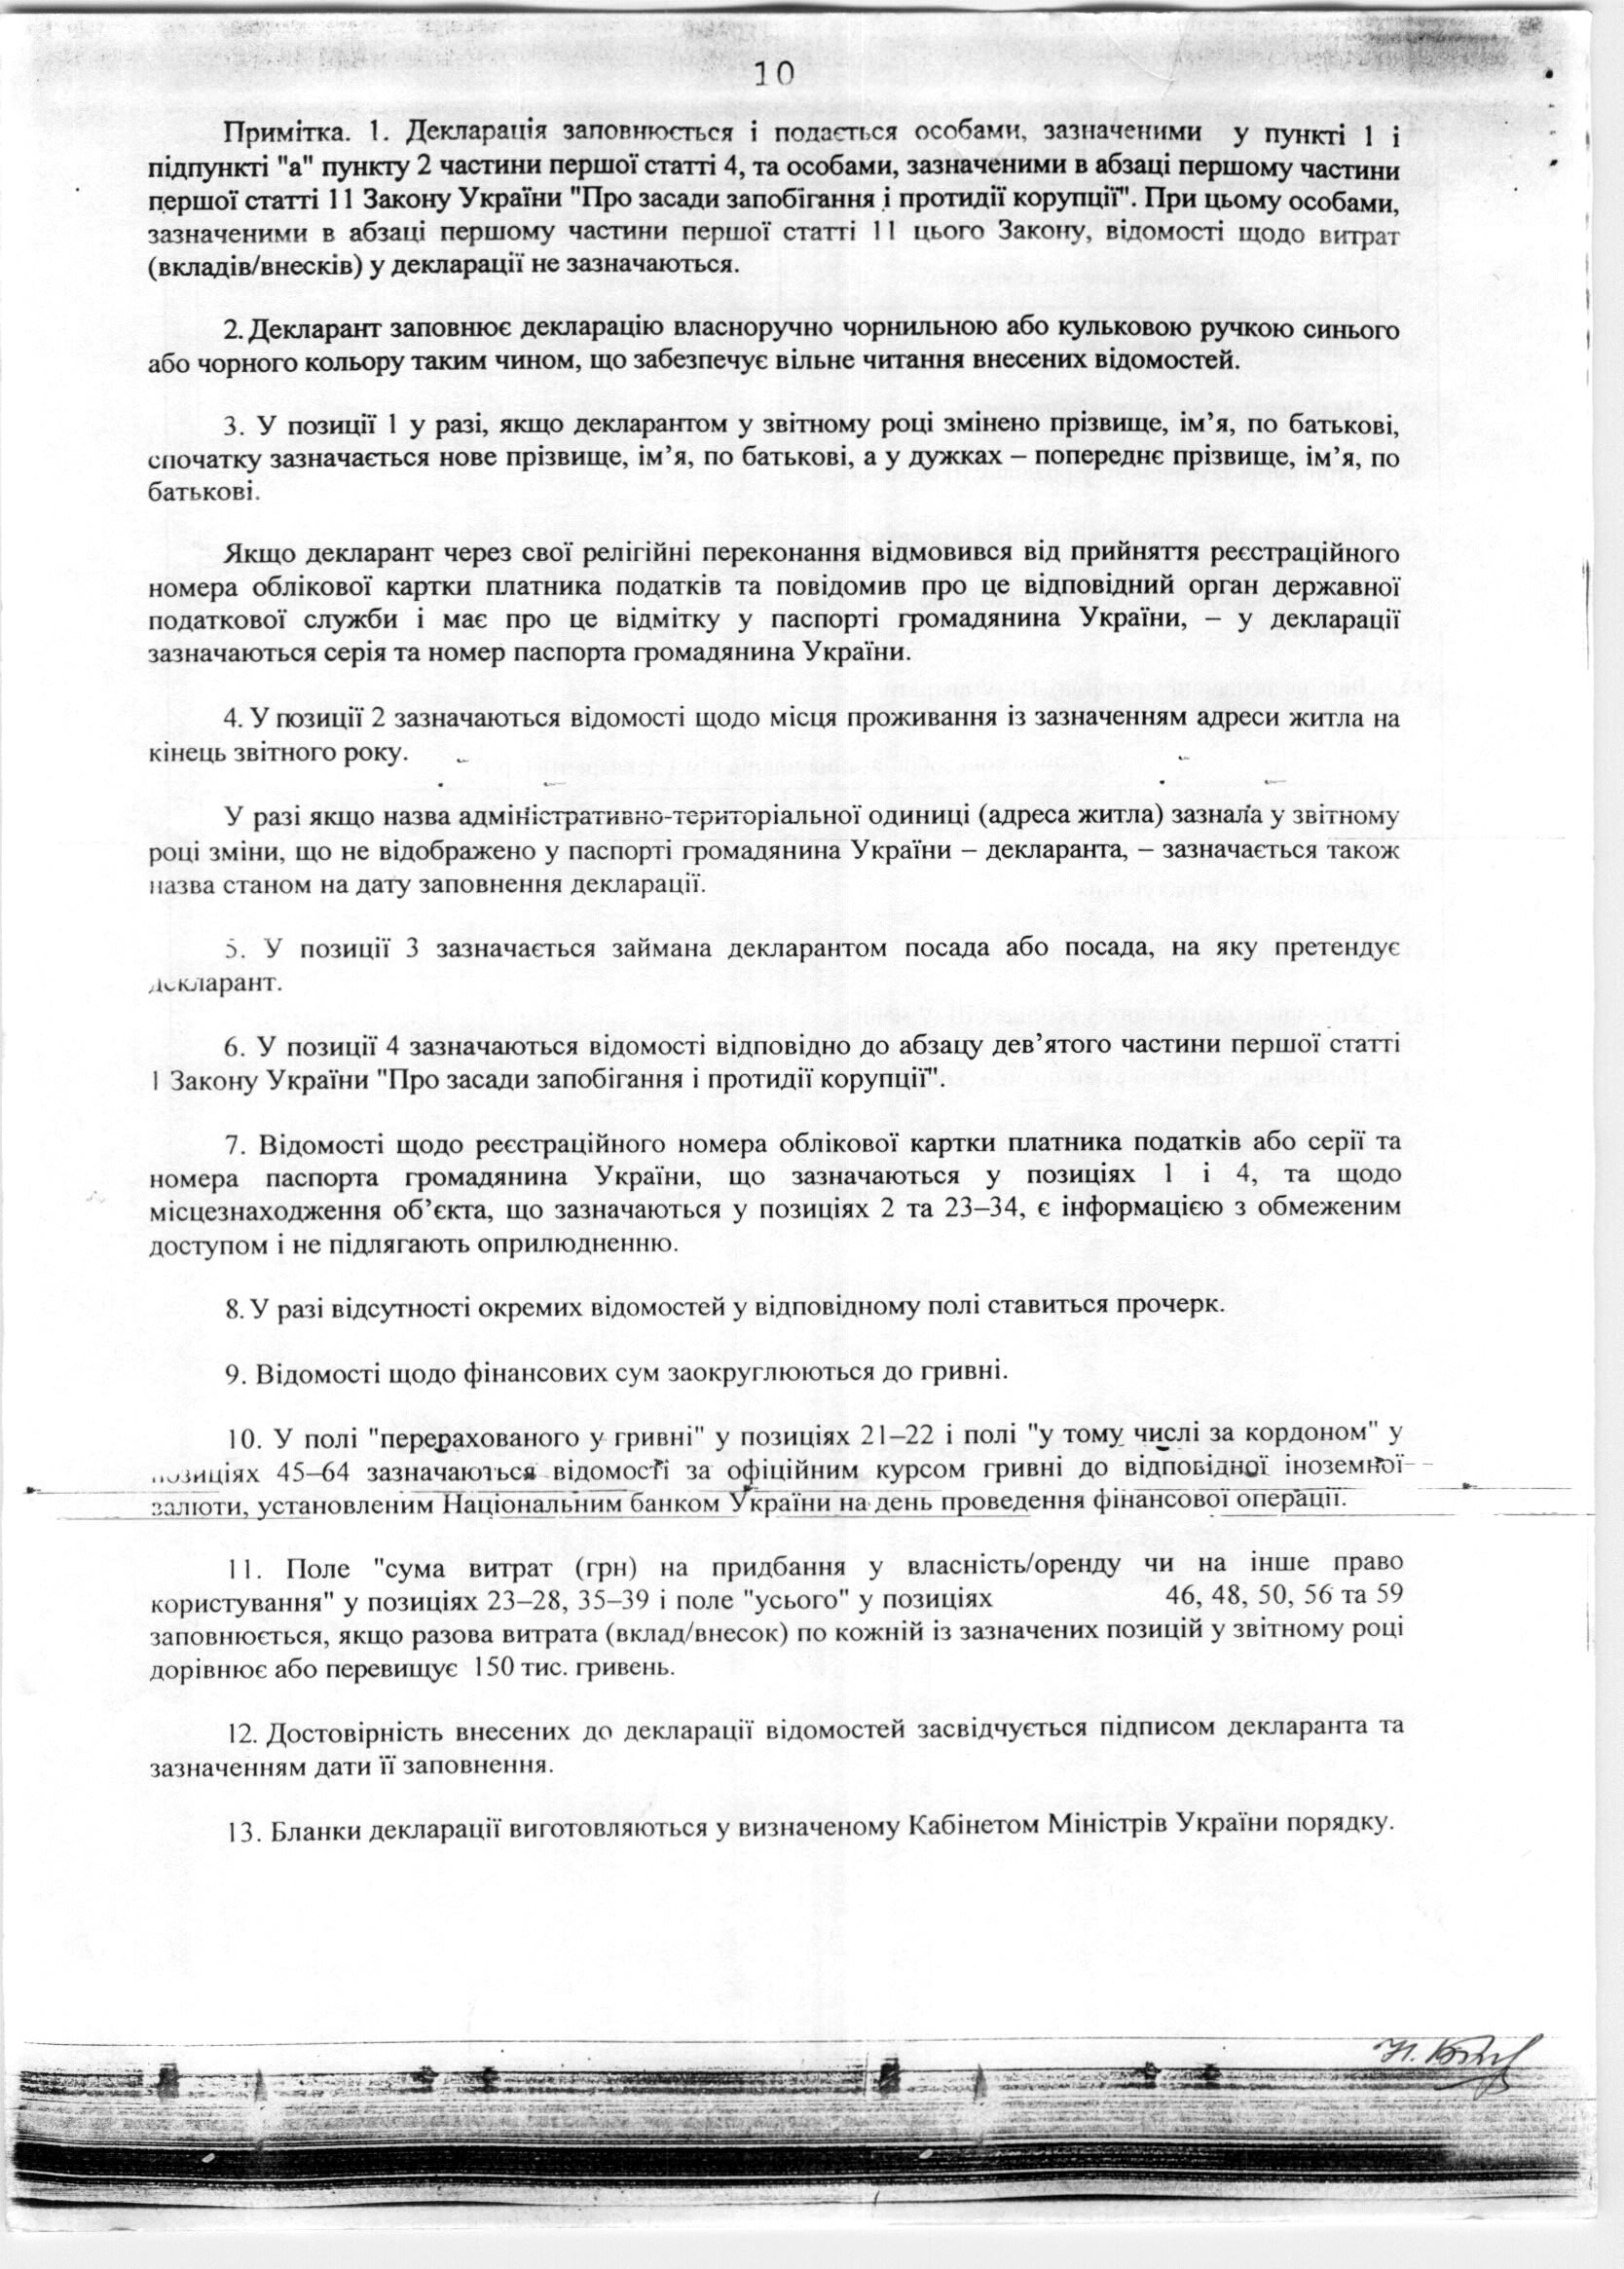 10
Примітка. 1. Декларація заповнюється і подається особами, зазначеними у пункті 1 і
підпункті "а" пункту 2 частини першої статті 4, та особами, зазначеними в абзаці першому частини
першої статті 11 Закону України "Про засади запобігання і протидії корупції". При цьому особами,
зазначеними в абзаці першому частини першої статті 11 цього Закону, відомості щодо витрат
(вкладів/внесків) у декларації не зазначаються.
2. Декларант заповнює декларацію власноручно чорнильною або кульковою ручкою синього
або чорного кольору таким чином, що забезпечує вільне читання внесених відомостей.
3. У позиції 1 у разі, якщо декларантом у звітному році змінено прізвище, ім’я, по батькові,
спочатку зазначається нове прізвище, ім’я, по батькові, а у дужках – попереднє прізвище, ім’я, по
батькові.
Якщо декларант через свої релігійні переконання відмовився від прийняття реєстраційного
номера облікової картки платника податків та повідомив про це відповідний орган державної
податкової служби і має про це відмітку у паспорті громадянина України, – у декларації
зазначаються серія та номер паспорта громадянина України.
4. У позиції 2 зазначаються відомості щодо місця проживання із зазначенням адреси житла на
кінець звітного року.
У разі якщо назва адміністративно-територіальної одиниці (адреса житла) зазнала у звітному
році зміни, що не відображено у паспорті громадянина України – декларанта, – зазначається також
назва станом на дату заповнення декларації.
5. У позиції 3 зазначається займана декларантом посада або посада, на яку претендує
декларант.
6. У позиції 4 зазначаються відомості відповідно до абзацу дев’ятого частини першої статті
1 Закону України "Про засади запобігання і протидії корупції".
7. Відомості щодо реєстраційного номера облікової картки платника податків або серії та
номера паспорта громадянина України, що зазначаються у позиціях 1 і 4, та щодо
місцезнаходження об’єкта, що зазначаються у позиціях 2 та 23–34, є інформацією з обмеженим
доступом і не підлягають оприлюдненню.
8. У разі відсутності окремих відомостей у відповідному полі ставиться прочерк.
9. Відомості щодо фінансових сум заокруглюються до гривні.
10. У полі "перерахованого у гривні" у позиціях 21–22 і полі "у тому числі за кордоном" у
позиціях 45–64 зазначаються відомості за офіційним курсом гривні до відповідної іноземної
валюти, установленим Національним банком України на день проведення фінансової операції.
11. Поле "сума витрат (грн) на придбання у власність/оренду чи на інше право
користування" у позиціях 23–28, 35–39 і поле "усього" у позиціях 46, 48, 50, 56 та 59
заповнюється, якщо разова витрата (вклад/внесок) по кожній із зазначених позицій у звітному році
дорівнює або перевищує 150 тис. гривень.
12. Достовірність внесених до декларації відомостей засвідчується підписом декларанта та
зазначенням дати її заповнення.
13. Бланки декларації виготовляються у визначеному Кабінетом Міністрів України порядку.